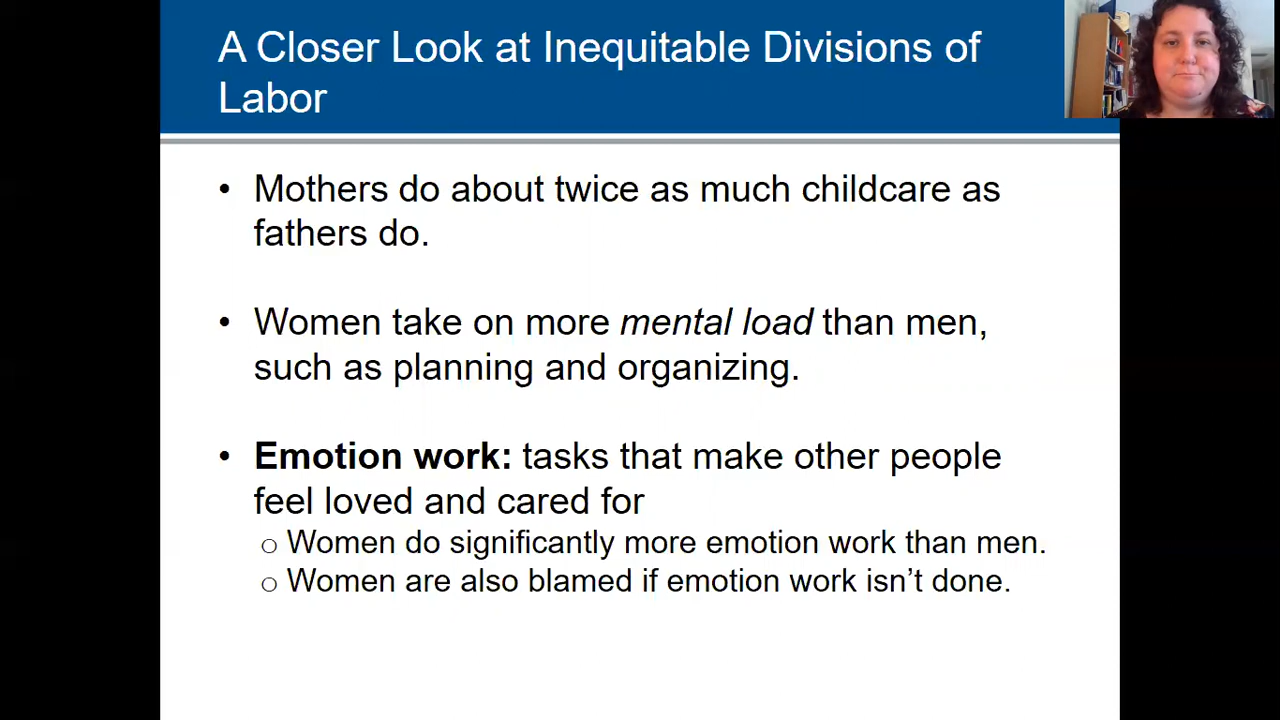 A Closer Look at Inequitable Divisions of
Labor
• Mothers do about twice as much childcare as
fathers do.
• Women take on more mental load than men,
such as planning and organizing.
• Emotion work: tasks that make other people
feel loved and cared for
○ Women do significantly more emotion work than men.
○ Women are also blamed if emotion work isn’t done.